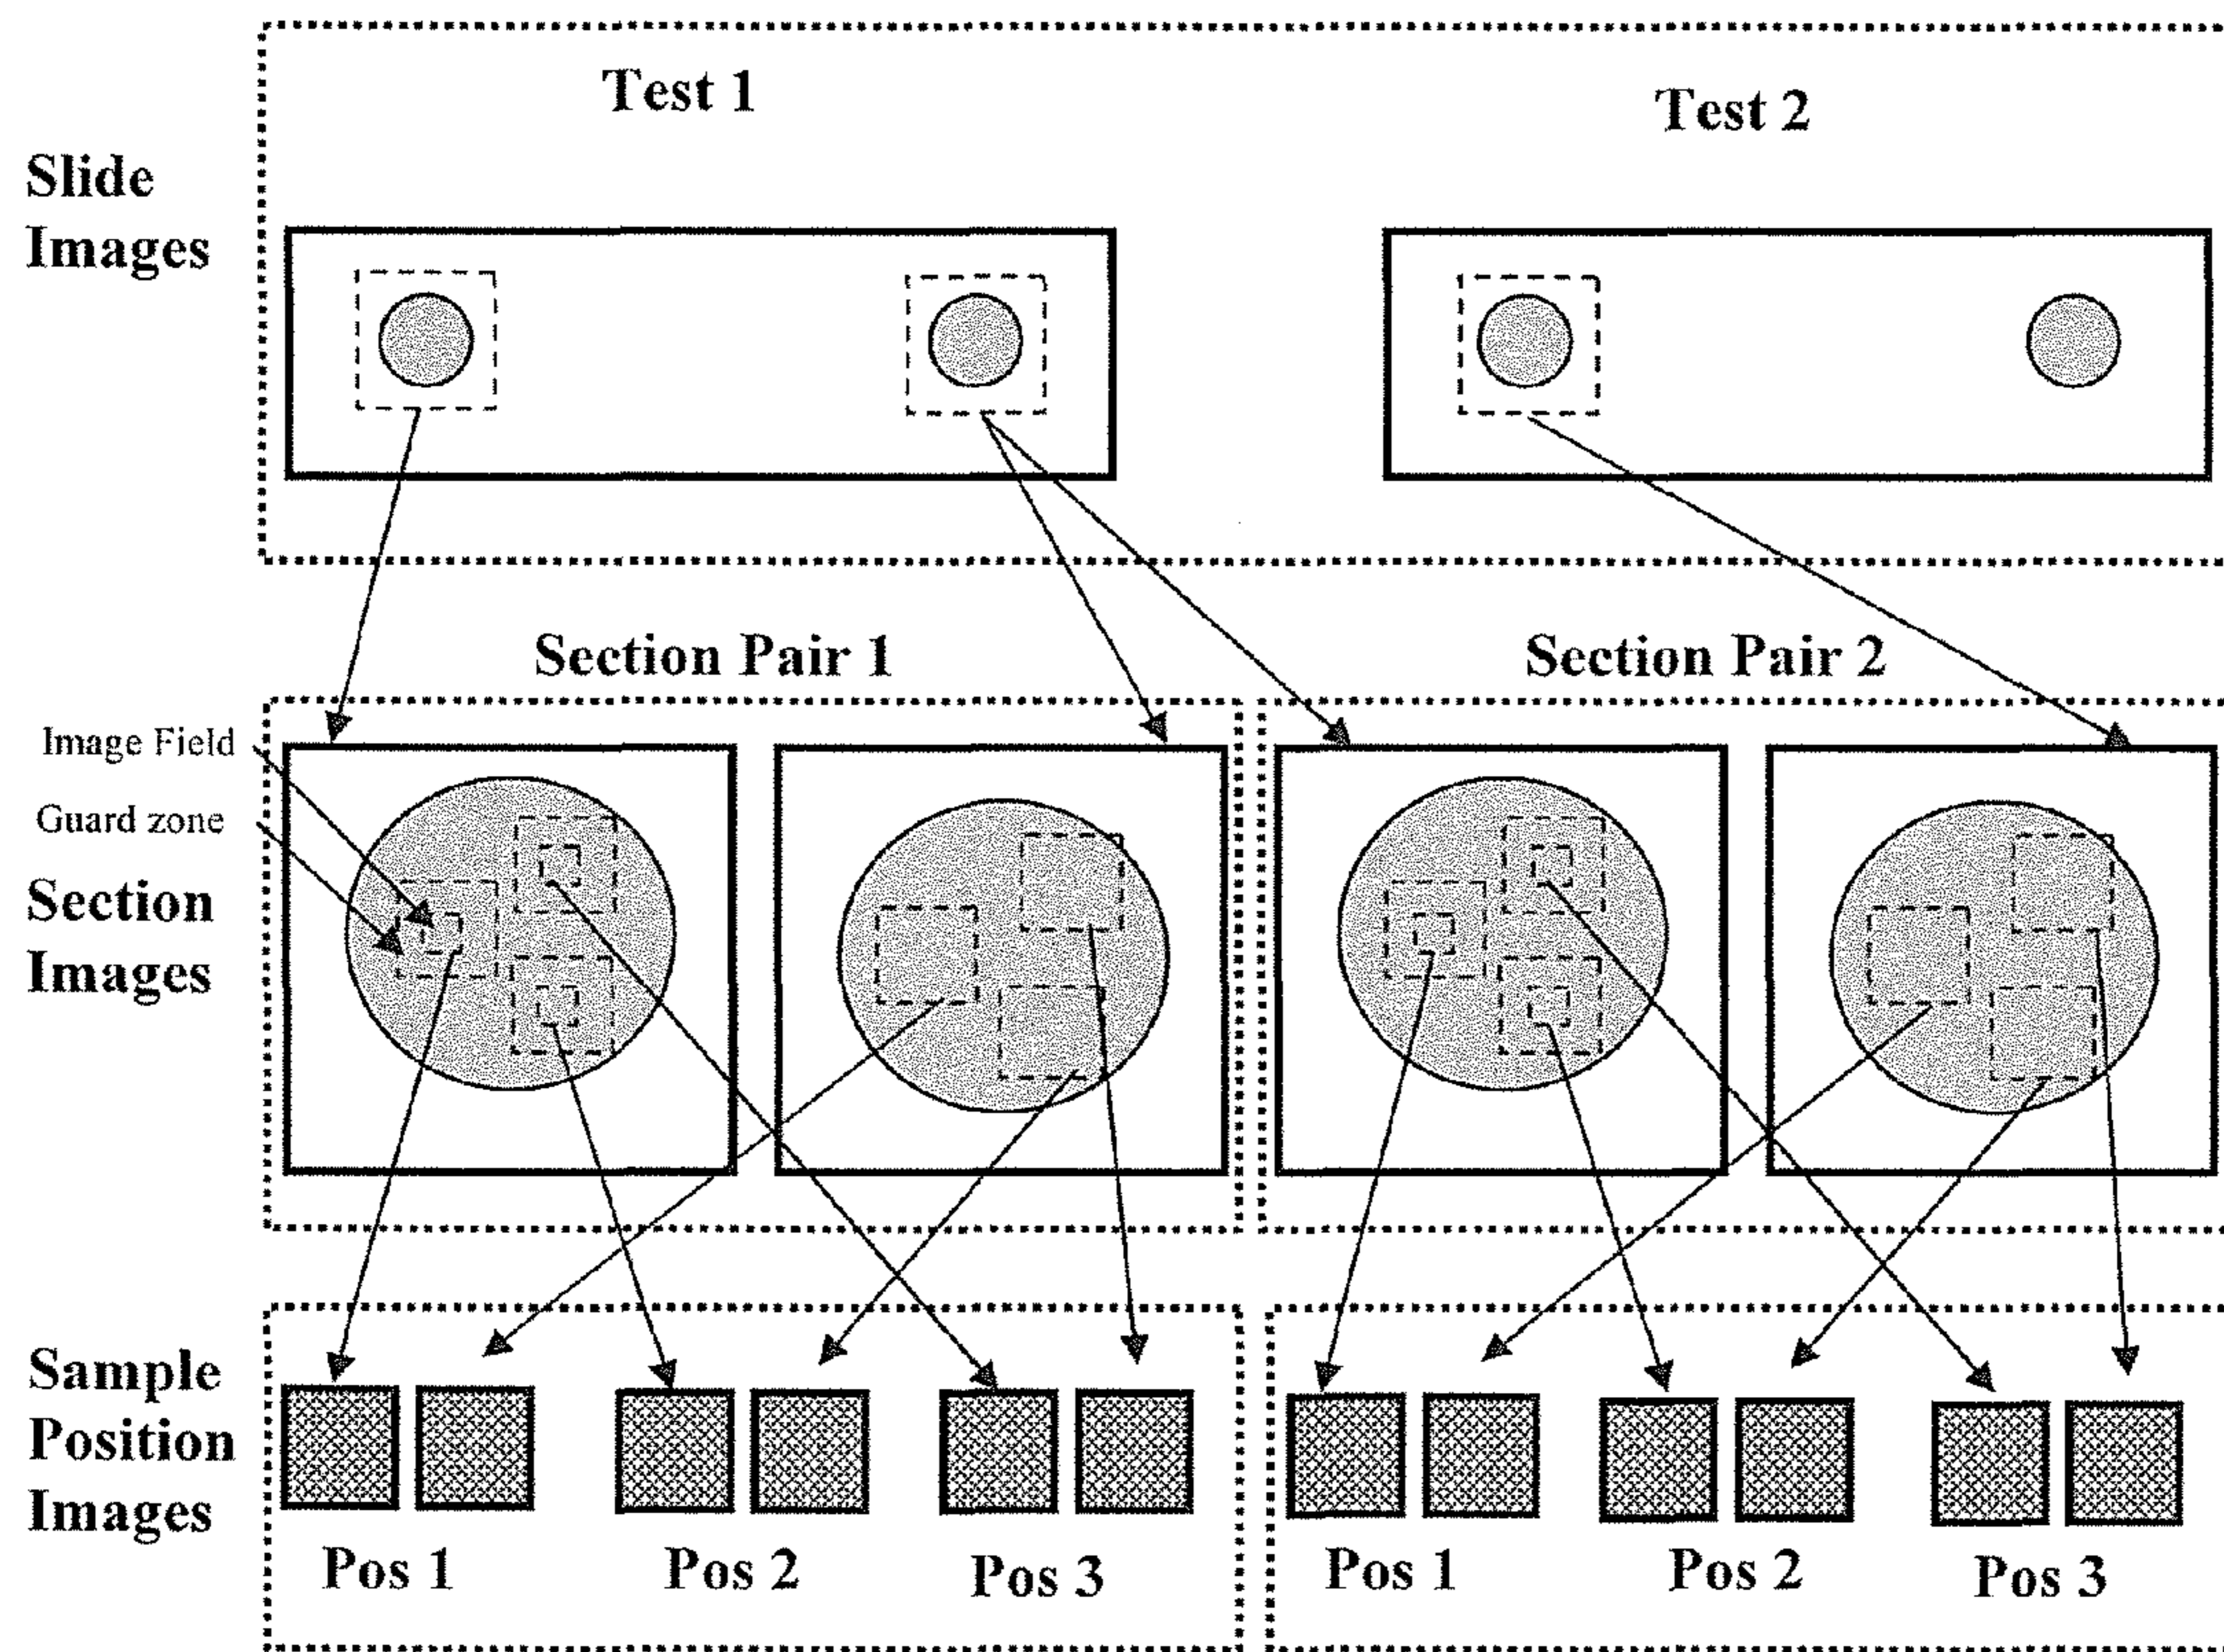 Test 1
Test 2
Slide
Images
Section Pair 1
Section Pair 2
Image Field
Guard zone
Section
Images
Sample
Position
Images
Pos 1
Pos 2
Pos 3
Pos 1
Pos 2
Pos 3